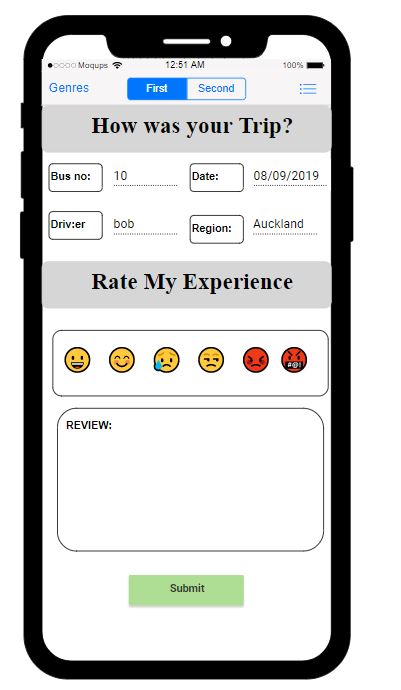 Moqups 12:51 AM 100%
Genres First Second
How was your Trip?
Bus no: 10 Date: 08/09/2019
Driv:er bob Region: Auckland
Rate My Experience
#@!
REVIEW:
Submit